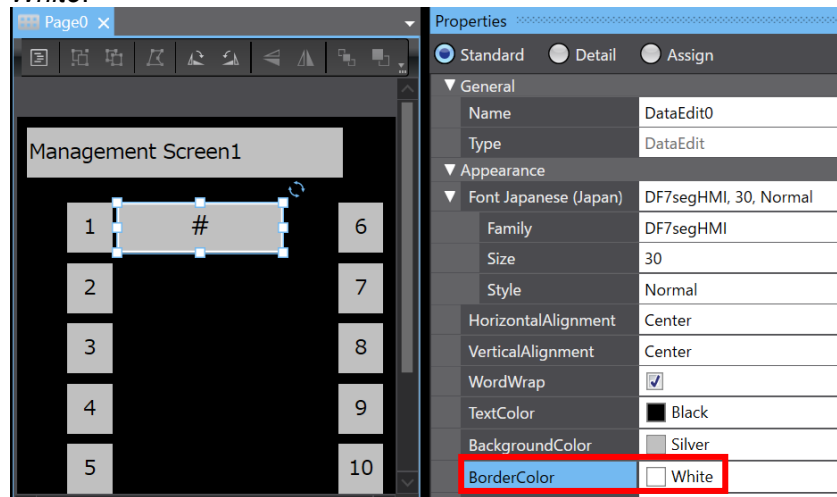 White.
Page0
Management Screen1
1 # 6
2 7
3 8
4 9
5 10
Properties
Standard Detail Assign
General
Name DataEdit0
Type DataEdit
Appearance
Font Japanese (Japan) DF7segHMI, 30, Normal
Family DF7segHMI
Size 30
Style Normal
HorizontalAlignment Center
VerticalAlignment Center
WordWrap
TextColor Black
BackgroundColor Silver
BorderColor White